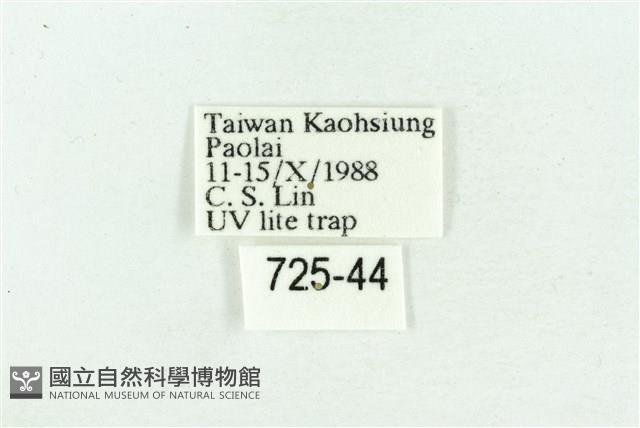 Taiwan Kaohsiung
Paolai
11-15/X/1988
C. S. Lin
UV lite trap
725-44
國立自然科學博物館
NATIONAL MUSEUM OF NATURAL SCIENCE